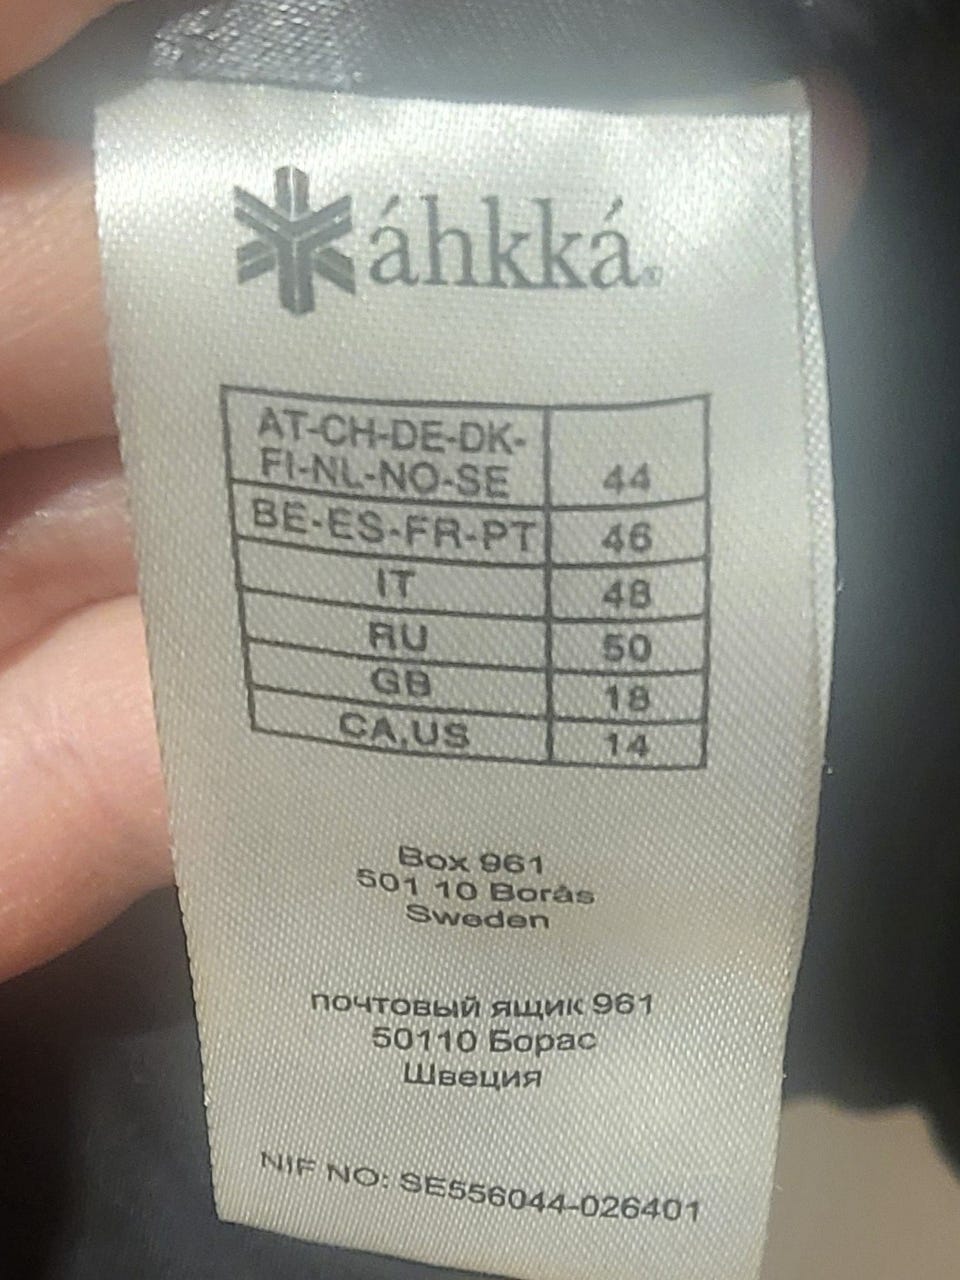 áhkká®
AT-CH-DE-DK-
FI-NL-NO-SE 44
BE-ES-FR-PT 46
IT 48
RU 50
GB 18
CA,US 14
Box 961
501 10 Borås
Sweden
почтовый ящик 961
50110 Борас
Швеция
NIF NO: SE556044-026401